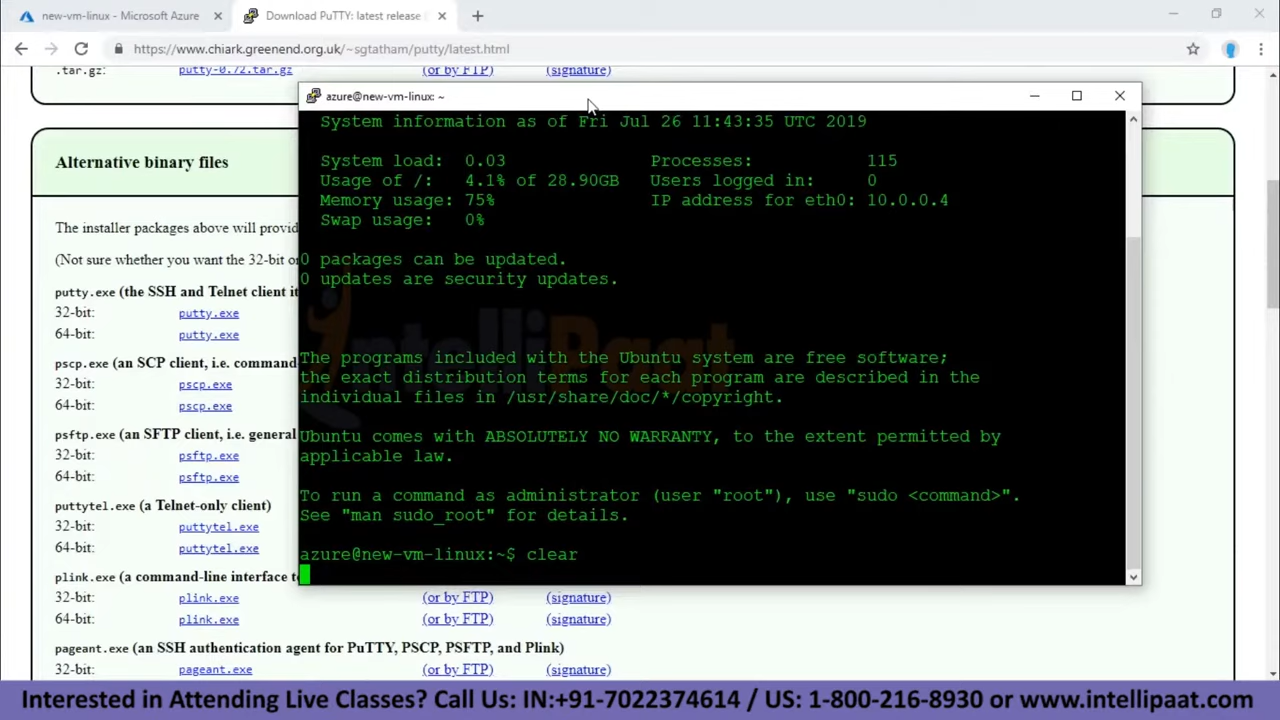 new-vm-linux - Microsoft Azure
Download PuTTY: latest release
https://www.chiark.greenend.org.uk/~sgtatham/putty/latest.html
.tar.gz: putty-0.72.tar.gz (or by FTP) (signature)
azure@new-vm-linux: ~
System information as of Fri Jul 26 11:43:35 UTC 2019
System load: 0.03 Processes: 115
Usage of /: 4.1% of 28.90GB Users logged in: 0
Memory usage: 75% IP address for eth0: 10.0.0.4
Swap usage: 0%
0 packages can be updated.
0 updates are security updates.
The programs included with the Ubuntu system are free software;
the exact distribution terms for each program are described in the
individual files in /usr/share/doc/*/copyright.
Ubuntu comes with ABSOLUTELY NO WARRANTY, to the extent permitted by
applicable law.
To run a command as administrator (user "root"), use "sudo <command>".
See "man sudo_root" for details.
azure@new-vm-linux:~$ clear
Alternative binary files
The installer packages above will provid
(Not sure whether you want the 32-bit or
putty.exe (the SSH and Telnet client it
32-bit: putty.exe
64-bit: putty.exe
pscp.exe (an SCP client, i.e. command
32-bit: pscp.exe
64-bit: pscp.exe
psftp.exe (an SFTP client, i.e. general
32-bit: psftp.exe
64-bit: psftp.exe
puttytel.exe (a Telnet-only client)
32-bit: puttytel.exe
64-bit: puttytel.exe
plink.exe (a command-line interface to
32-bit: plink.exe (or by FTP) (signature)
64-bit: plink.exe (or by FTP) (signature)
pageant.exe (an SSH authentication agent for PuTTY, PSCP, PSFTP, and Plink)
32-bit: pageant.exe (or by FTP) (signature)
IntelliPaat
Interested in Attending Live Classes? Call Us: IN:+91-7022374614 / US: 1-800-216-8930 or www.intellipaat.com